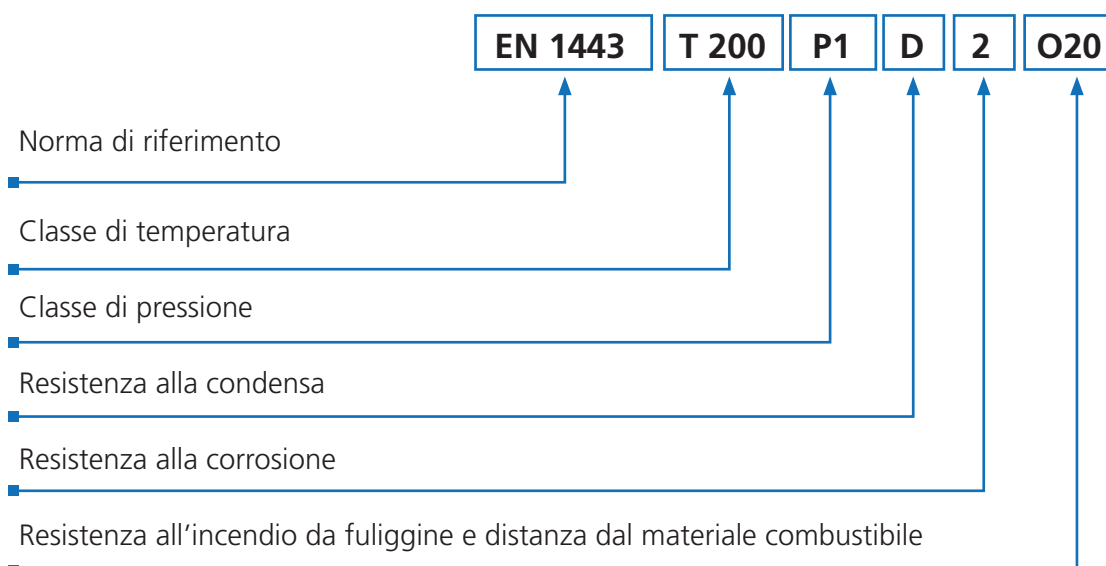 EN 1443 T 200 P1 D 2 O20
Norma di riferimento
Classe di temperatura
Classe di pressione
Resistenza alla condensa
Resistenza alla corrosione
Resistenza all’incendio da fuliggine e distanza dal materiale combustibile